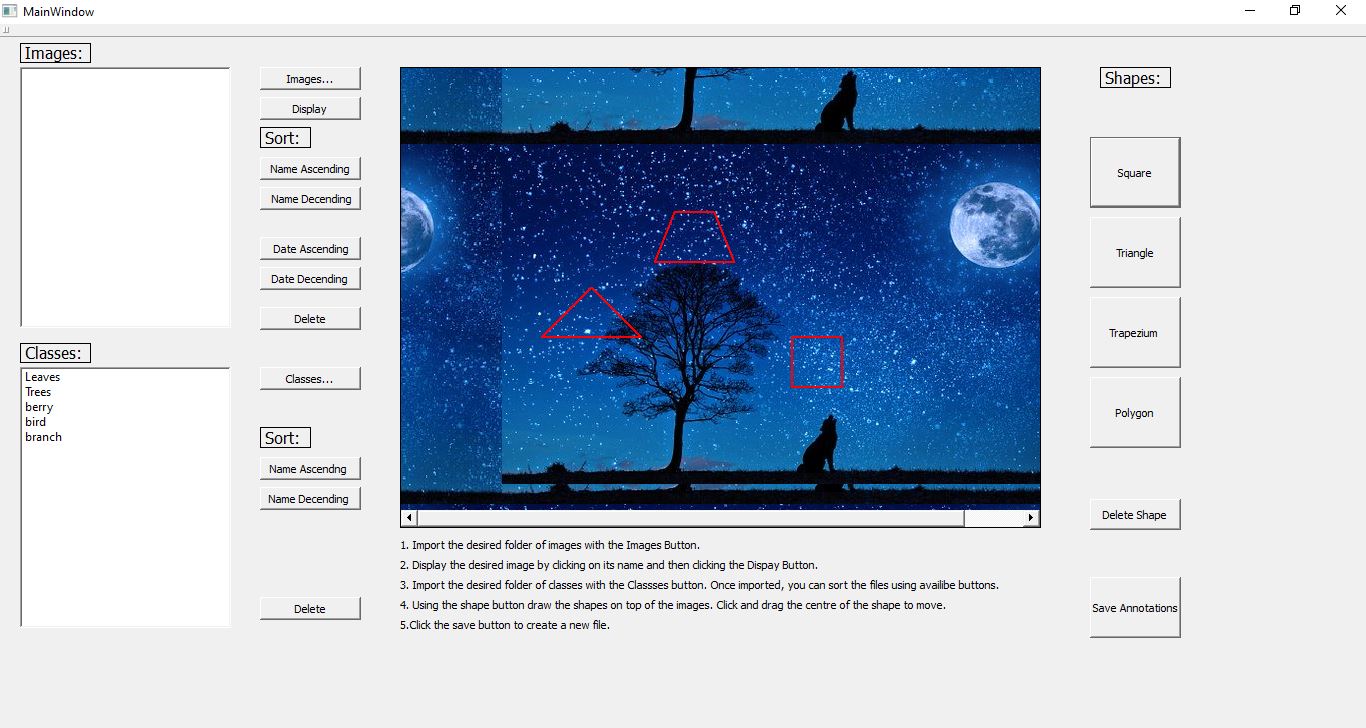 MainWindow
Images:
Images...
Display
Sort:
Name Ascending
Name Decending
Date Ascending
Date Decending
Delete
Classes:
Leaves
Trees
berry
bird
branch
Classes...
Sort:
Name Ascendng
Name Decending
Delete
1. Import the desired folder of images with the Images Button.
2. Display the desired image by clicking on its name and then clicking the Dispay Button.
3. Import the desired folder of classes with the Classses button. Once imported, you can sort the files using availibe buttons.
4. Using the shape button draw the shapes on top of the images. Click and drag the centre of the shape to move.
5.Click the save button to create a new file.
Shapes:
Square
Triangle
Trapezium
Polygon
Delete Shape
Save Annotations